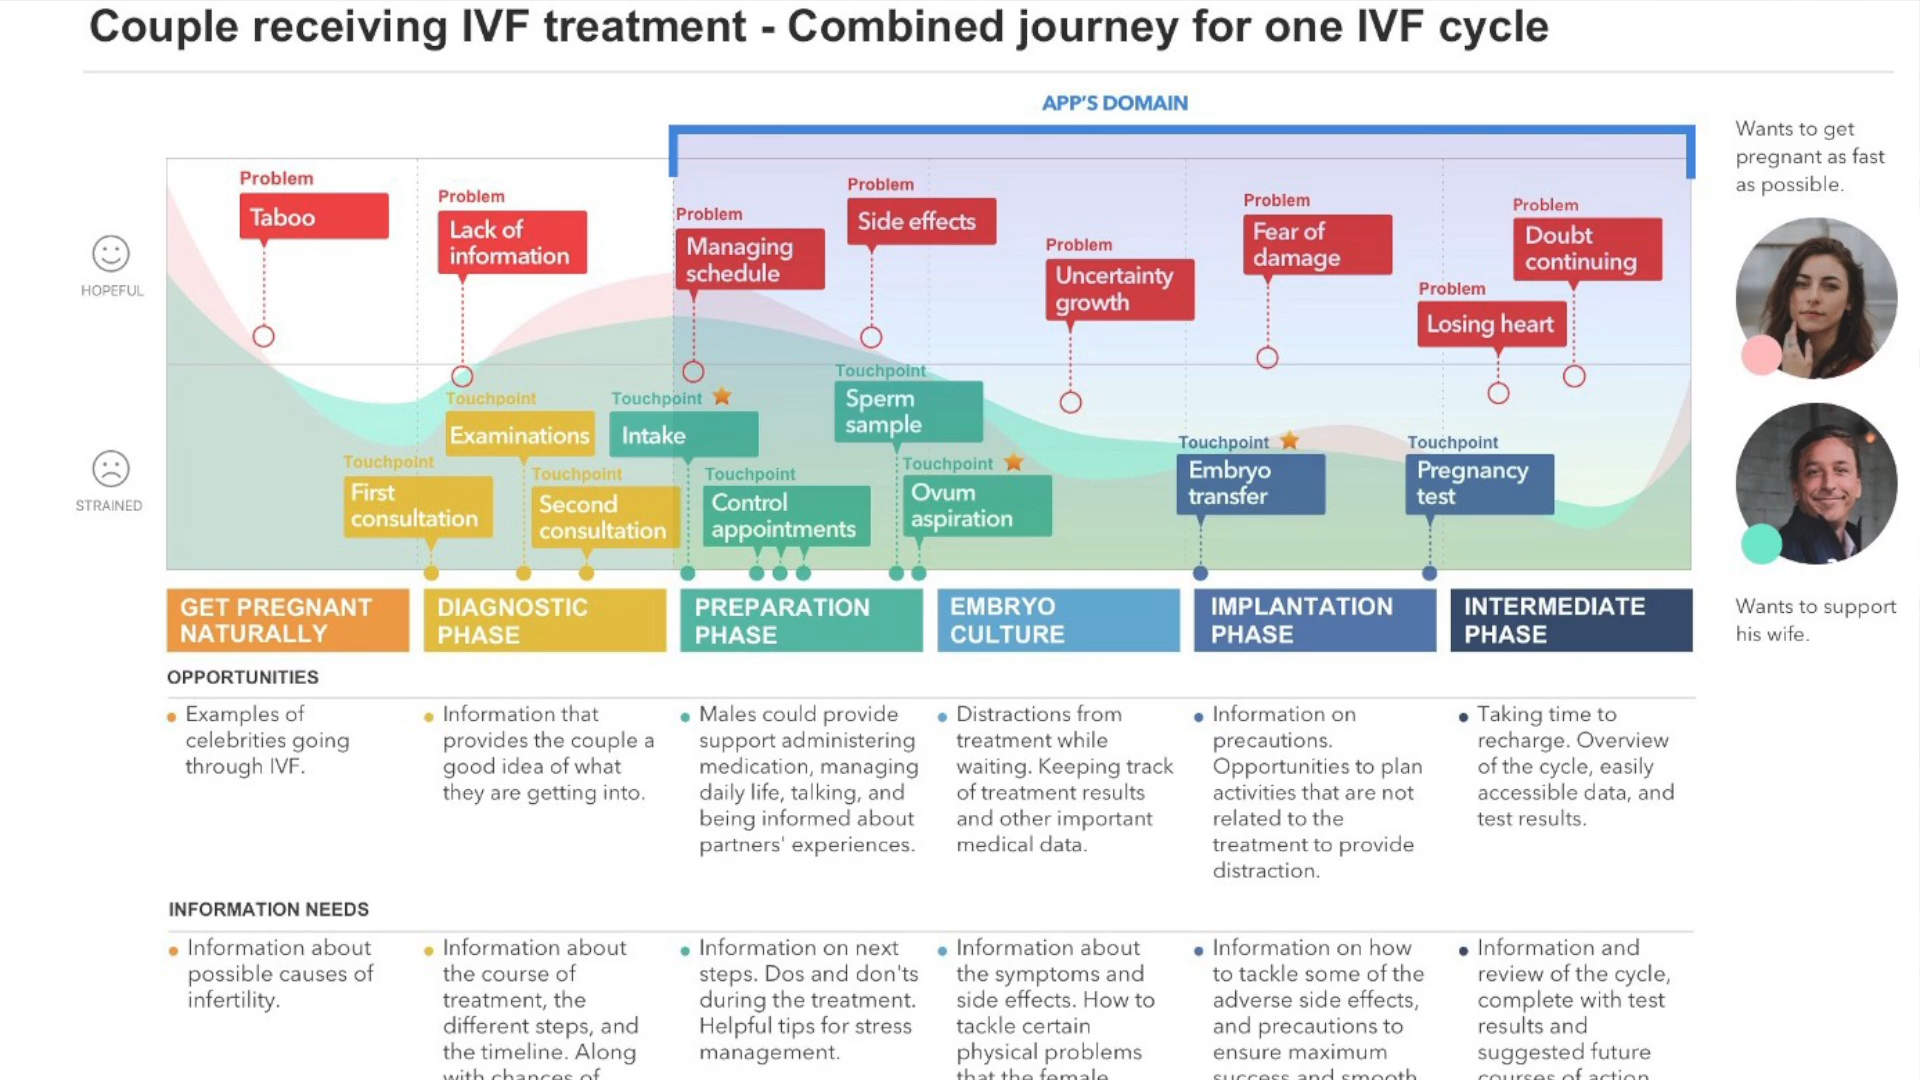 Couple receiving IVF treatment - Combined journey for one IVF cycle
APP'S DOMAIN
HOPEFUL
STRAINED
Problem
Taboo
Problem
Lack of
information
Problem
Managing
schedule
Problem
Side effects
Problem
Uncertainty
growth
Problem
Fear of
damage
Problem
Losing heart
Problem
Doubt
continuing
Touchpoint
First
consultation
Touchpoint
Examinations
Touchpoint
Second
consultation
Touchpoint
Intake
Touchpoint
Control
appointments
Touchpoint
Sperm
sample
Touchpoint
Ovum
aspiration
Touchpoint
Embryo
transfer
Touchpoint
Pregnancy
test
Wants to get
pregnant as fast
as possible.
Wants to support
his wife.
GET PREGNANT
NATURALLY
DIAGNOSTIC
PHASE
PREPARATION
PHASE
EMBRYO
CULTURE
IMPLANTATION
PHASE
INTERMEDIATE
PHASE
OPPORTUNITIES
Examples of
celebrities going
through IVF.
Information that
provides the couple a
good idea of what
they are getting into.
Males could provide
support administering
medication, managing
daily life, talking, and
being informed about
partners' experiences.
Distractions from
treatment while
waiting. Keeping track
of treatment results
and other important
medical data.
Information on
precautions.
Opportunities to plan
activities that are not
related to the
treatment to provide
distraction.
Taking time to
recharge. Overview
of the cycle, easily
accessible data, and
test results.
INFORMATION NEEDS
Information about
possible causes of
infertility.
Information about
the course of
treatment, the
different steps, and
the timeline. Along
with chances of
Information on next
steps. Dos and don'ts
during the treatment.
Helpful tips for stress
management.
Information about
the symptoms and
side effects. How to
tackle certain
physical problems
that the female
Information on how
to tackle some of the
adverse side effects,
and precautions to
ensure maximum
success and smooth
Information and
review of the cycle,
complete with test
results and
suggested future
courses of action